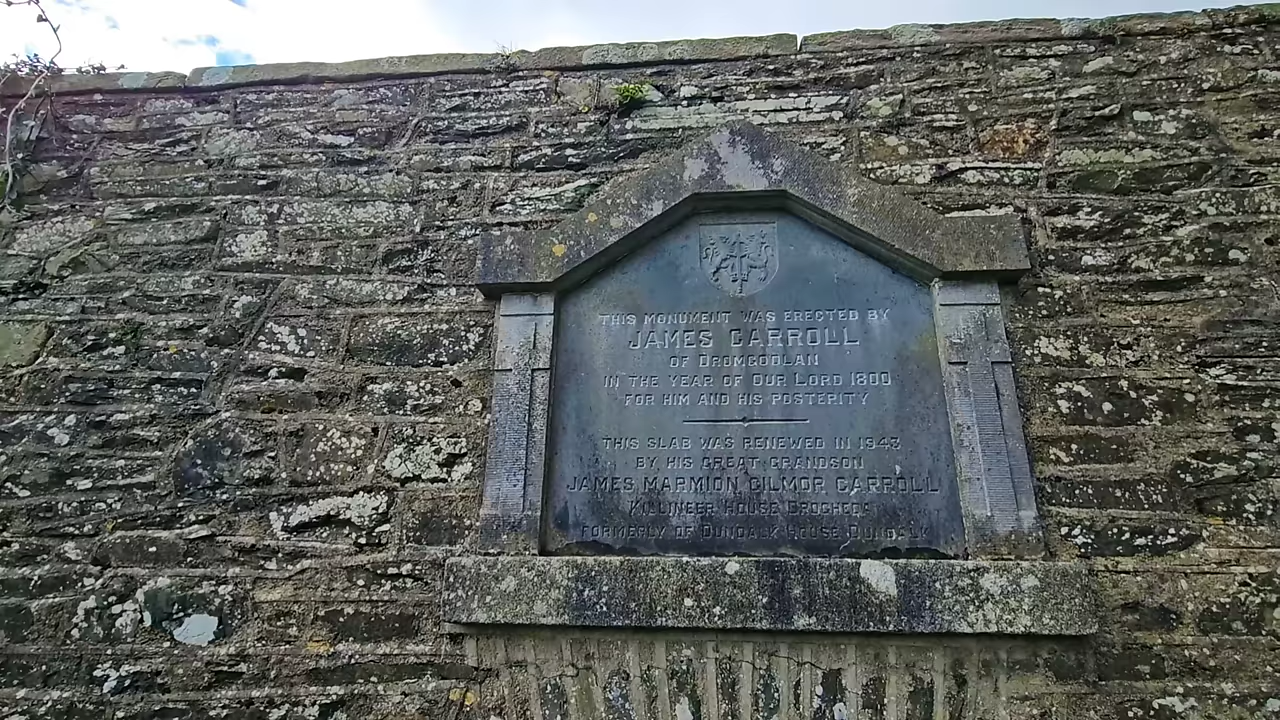 THIS MONUMENT WAS ERECTED BY
JAMES CARROLL
OF DROMGOOLAN
IN THE YEAR OF OUR LORD 1800
FOR HIM AND HIS POSTERITY
THIS SLAB WAS RENEWED IN 1943
BY HIS GREAT GRANDSON
JAMES MARMION GILMOR CARROLL
KILLINEER HOUSE DROGHEDA
FORMERLY OF DUNDALK HOUSE DUNDALK